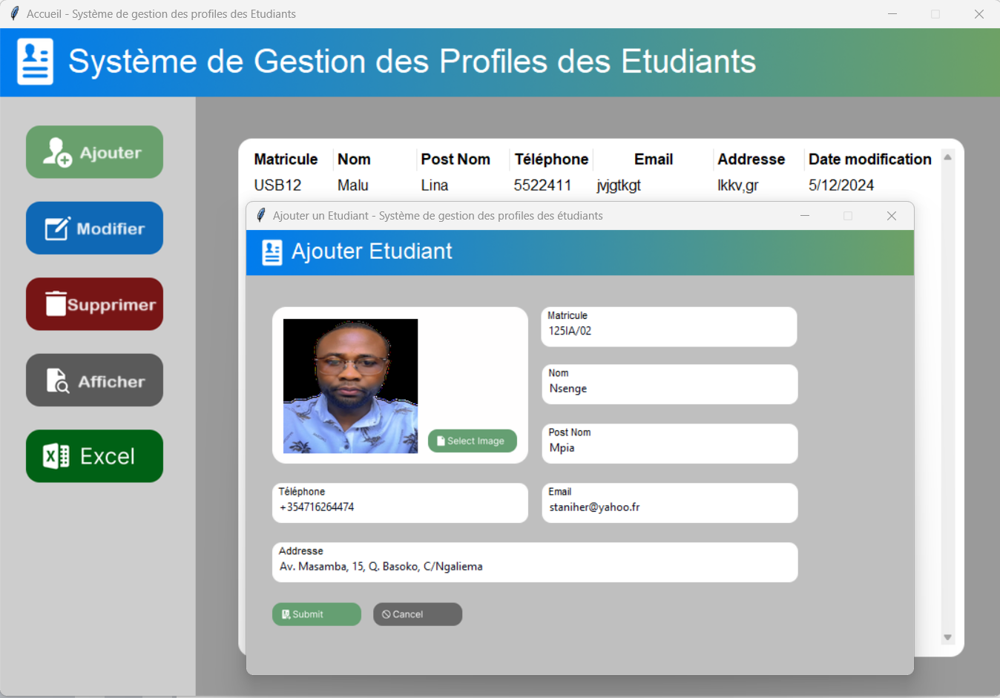 Accueil - Système de gestion des profiles des Etudiants
Système de Gestion des Profiles des Etudiants
Ajouter
Modifier
Supprimer
Afficher
Excel
Matricule Nom Post Nom Téléphone Email Addresse Date modification
USB12 Malu Lina 5522411 jvjgtkgt lkkv,gr 5/12/2024
Ajouter un Etudiant - Système de gestion des profiles des étudiants
Ajouter Etudiant
Select Image
Matricule
125IA/02
Nom
Nsenge
Post Nom
Mpia
Téléphone
+354716264474
Email
staniher@yahoo.fr
Addresse
Av. Masamba, 15, Q. Basoko, C/Ngaliema
Submit
Cancel